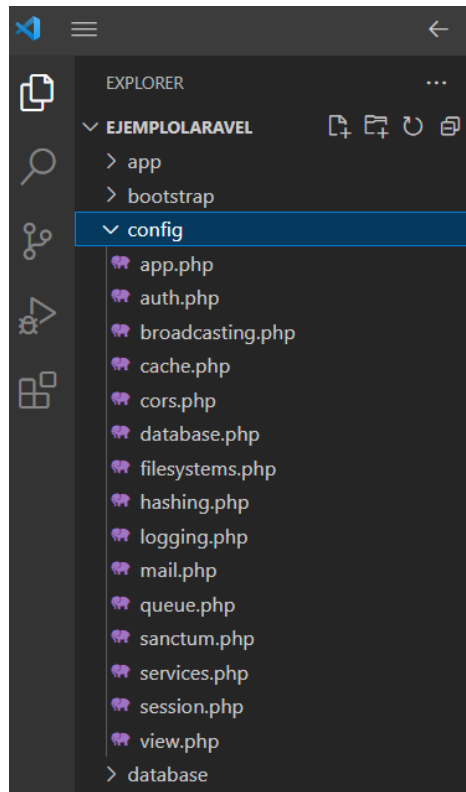 EXPLORER
EJEMPLOLARAVEL
app
bootstrap
config
app.php
auth.php
broadcasting.php
cache.php
cors.php
database.php
filesystems.php
hashing.php
logging.php
mail.php
queue.php
sanctum.php
services.php
session.php
view.php
database